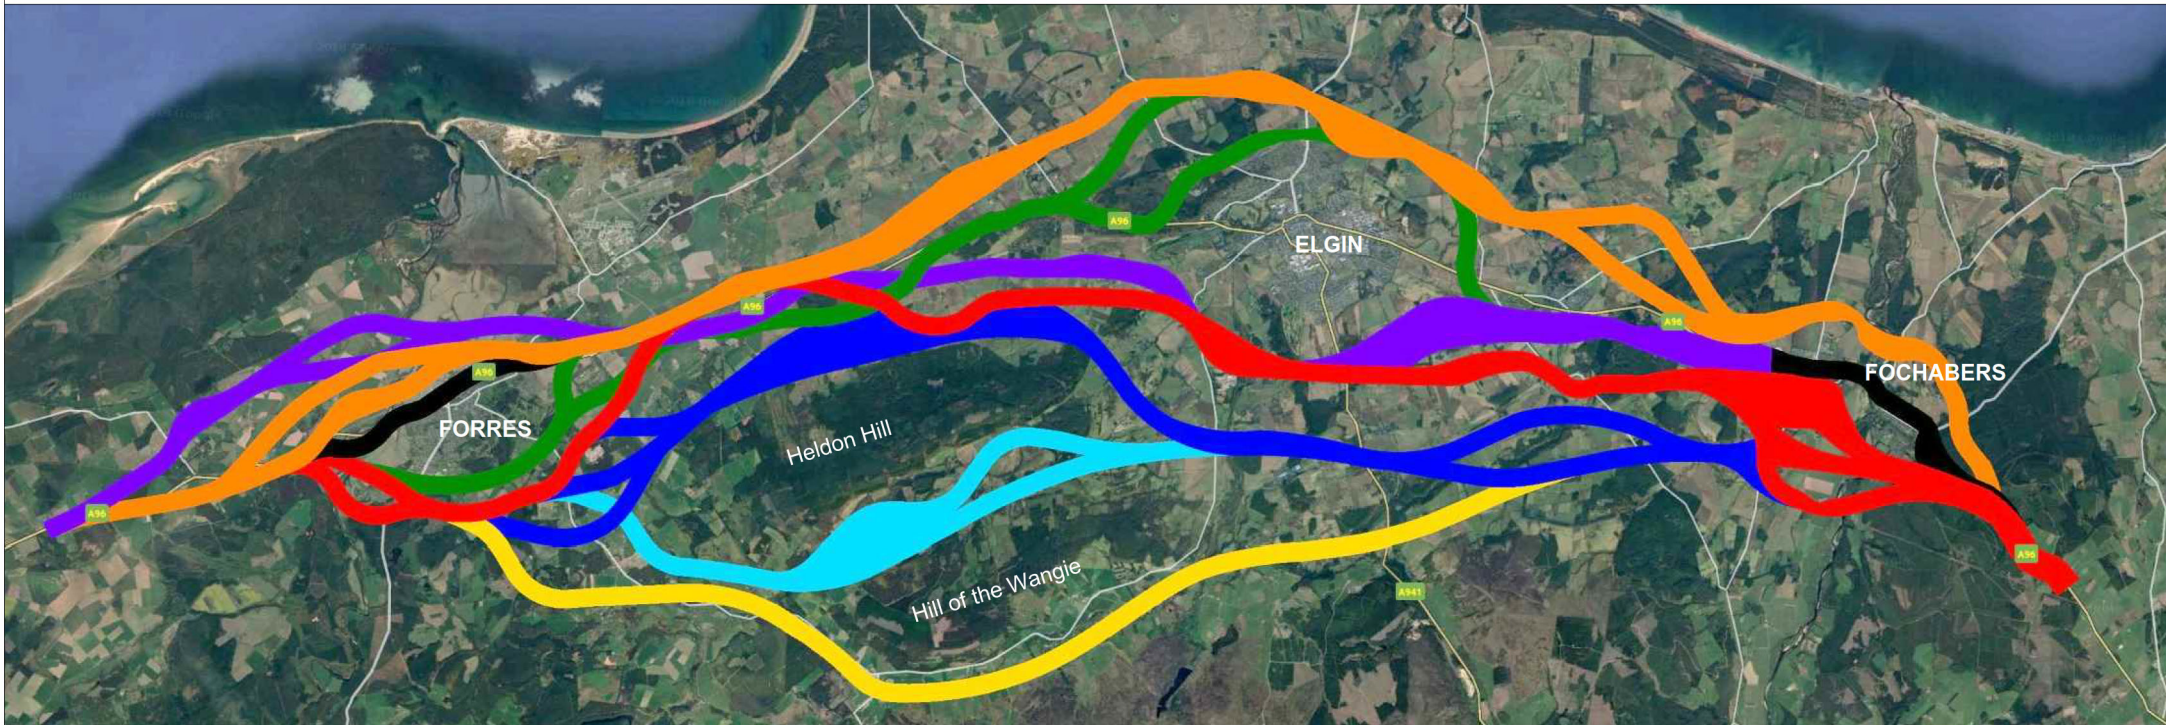 A96
ELGIN
A96
A96
A96
FOCHABERS
FORRES
Heldon Hill
A96
A96
Hill of the Wangie
A941